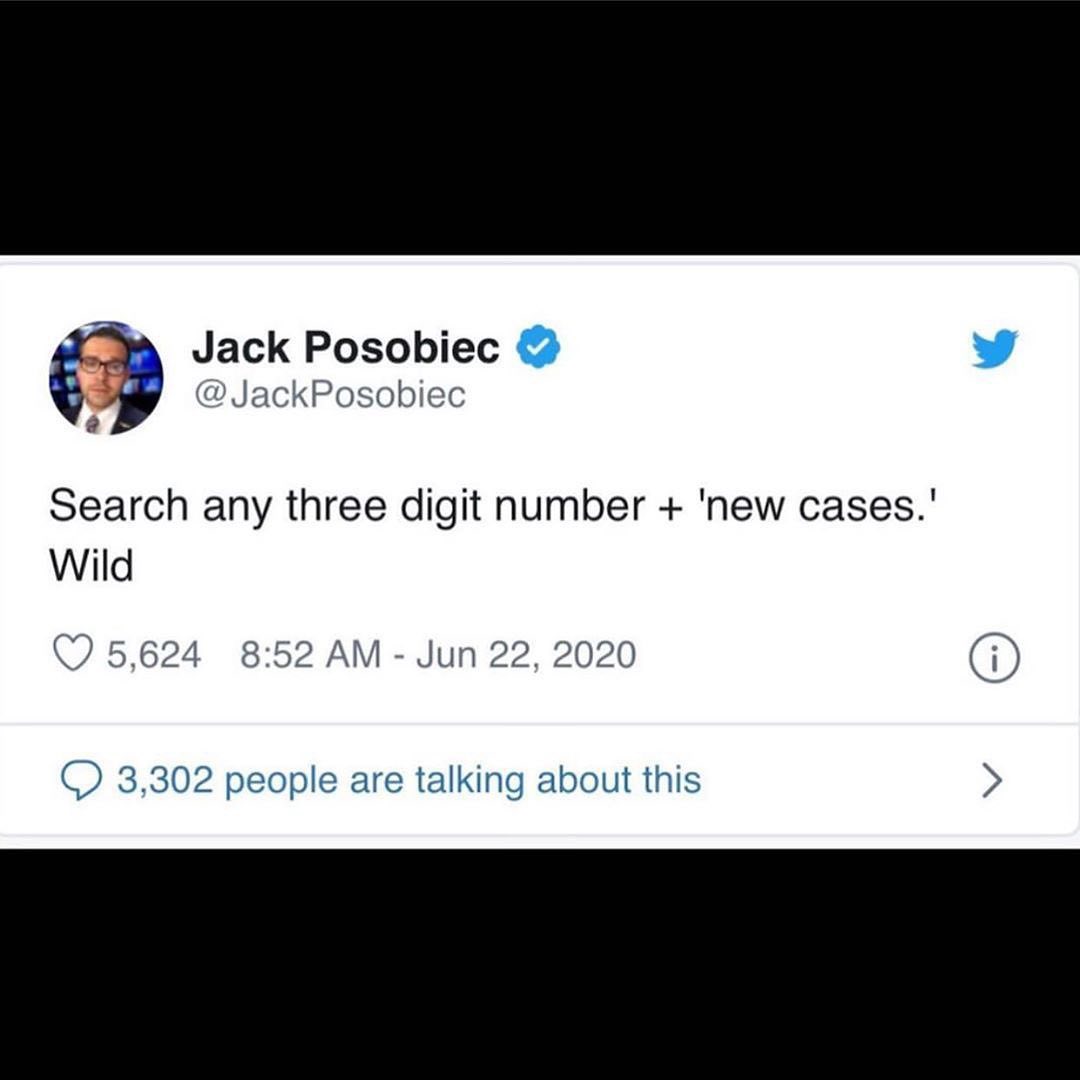 Jack Posobiec
@JackPosobiec
Search any three digit number + 'new cases.'
Wild
5,624 8:52 AM - Jun 22, 2020
3,302 people are talking about this